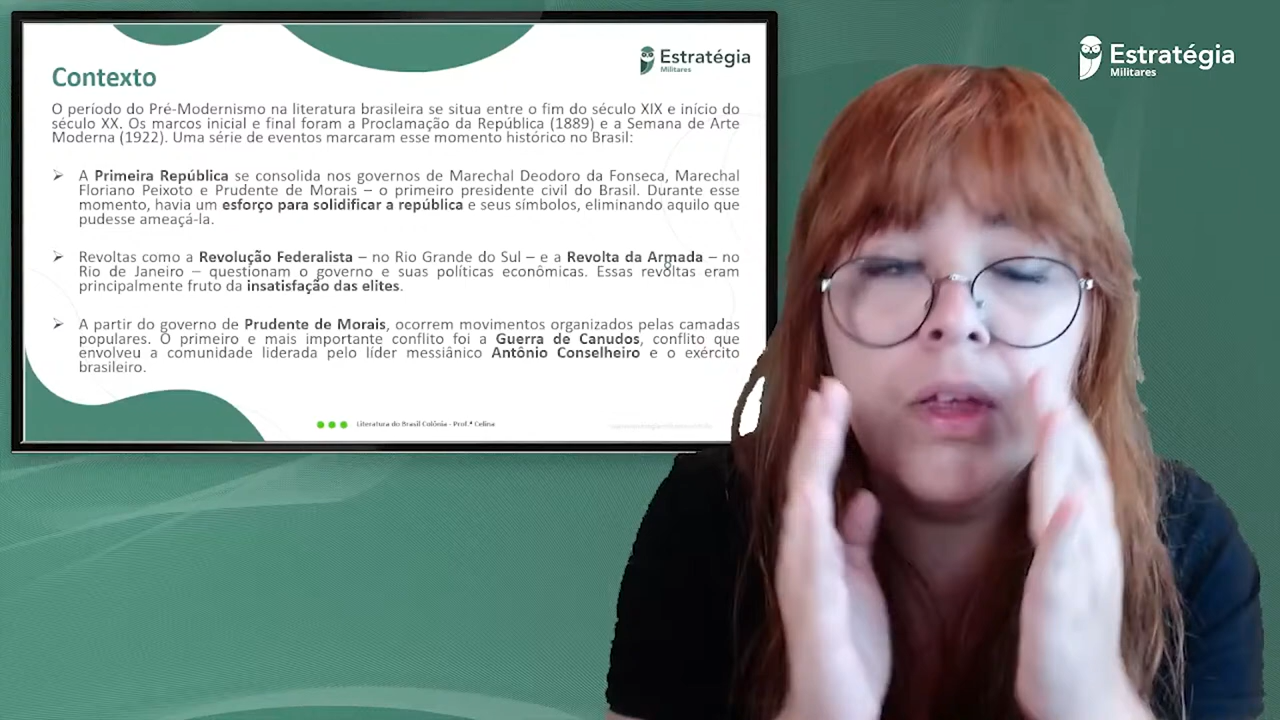 Estratégia
Militares
Estratégia
Militares
Contexto
O período do Pré-Modernismo na literatura brasileira se situa entre o fim do século XIX e início do
século XX. Os marcos inicial e final foram a Proclamação da República (1889) e a Semana de Arte
Moderna (1922). Uma série de eventos marcaram esse momento histórico no Brasil:
A Primeira República se consolida nos governos de Marechal Deodoro da Fonseca, Marechal
Floriano Peixoto e Prudente de Morais – o primeiro presidente civil do Brasil. Durante esse
momento, havia um esforço para solidificar a república e seus símbolos, eliminando aquilo que
pudesse ameaçá-la.
Revoltas como a Revolução Federalista – no Rio Grande do Sul – e a Revolta da Armada – no
Rio de Janeiro – questionam o governo e suas políticas econômicas. Essas revoltas eram
principalmente fruto da insatisfação das elites.
A partir do governo de Prudente de Morais, ocorrem movimentos organizados pelas camadas
populares. O primeiro e mais importante conflito foi a Guerra de Canudos, conflito que
envolveu a comunidade liderada pelo líder messiânico Antônio Conselheiro e o exército
brasileiro.
Literatura do Brasil Colônia - Prof.ª Celina